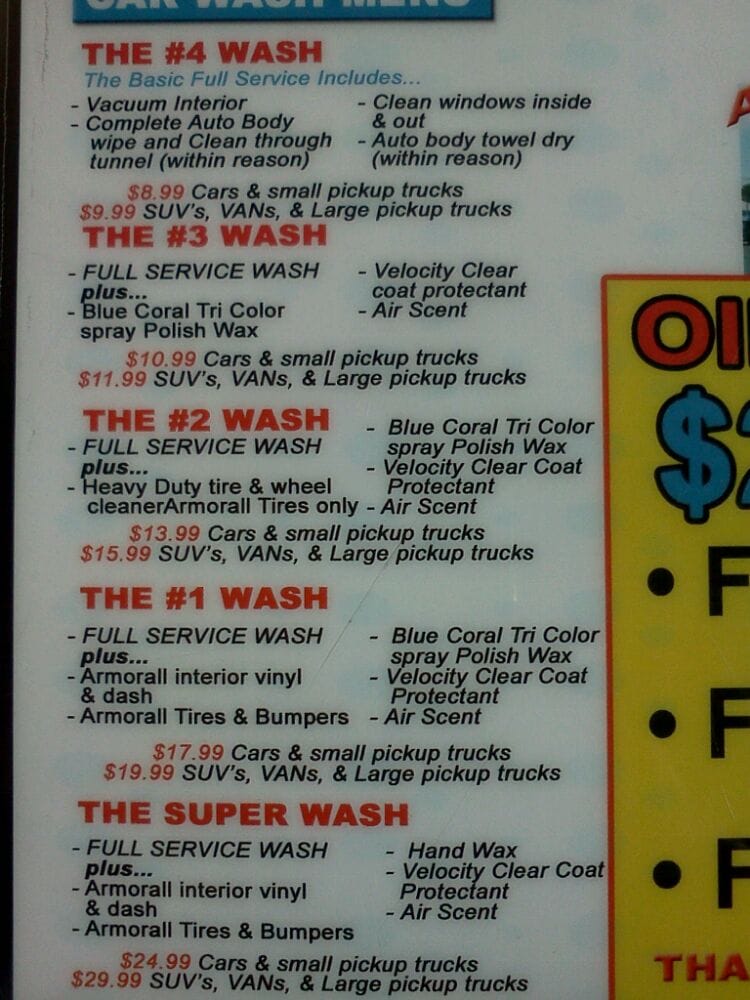 CAR WASH MENU
THE #4 WASH
The Basic Full Service Includes...
- Vacuum Interior
- Complete Auto Body
wipe and Clean through
tunnel (within reason)
- Clean windows inside
& out
- Auto body towel dry
(within reason)
$8.99 Cars & small pickup trucks
$9.99 SUV's, VANs, & Large pickup trucks
THE #3 WASH
- FULL SERVICE WASH
plus...
- Blue Coral Tri Color
spray Polish Wax
- Velocity Clear
coat protectant
- Air Scent
$10.99 Cars & small pickup trucks
$11.99 SUV's, VANs, & Large pickup trucks
THE #2 WASH
- FULL SERVICE WASH
plus...
- Heavy Duty tire & wheel
cleanerArmorall Tires only
- Blue Coral Tri Color
spray Polish Wax
- Velocity Clear Coat
Protectant
- Air Scent
$13.99 Cars & small pickup trucks
$15.99 SUV's, VANs, & Large pickup trucks
THE #1 WASH
- FULL SERVICE WASH
plus...
- Armorall interior vinyl
& dash
- Armorall Tires & Bumpers
- Blue Coral Tri Color
spray Polish Wax
- Velocity Clear Coat
Protectant
- Air Scent
$17.99 Cars & small pickup trucks
$19.99 SUV's, VANs, & Large pickup trucks
THE SUPER WASH
- FULL SERVICE WASH
plus...
- Armorall interior vinyl
& dash
- Armorall Tires & Bumpers
- Hand Wax
- Velocity Clear Coat
Protectant
- Air Scent
$24.99 Cars & small pickup trucks
$29.99 SUV's, VANs, & Large pickup trucks
OI
$2
• F
• F
• F
THA